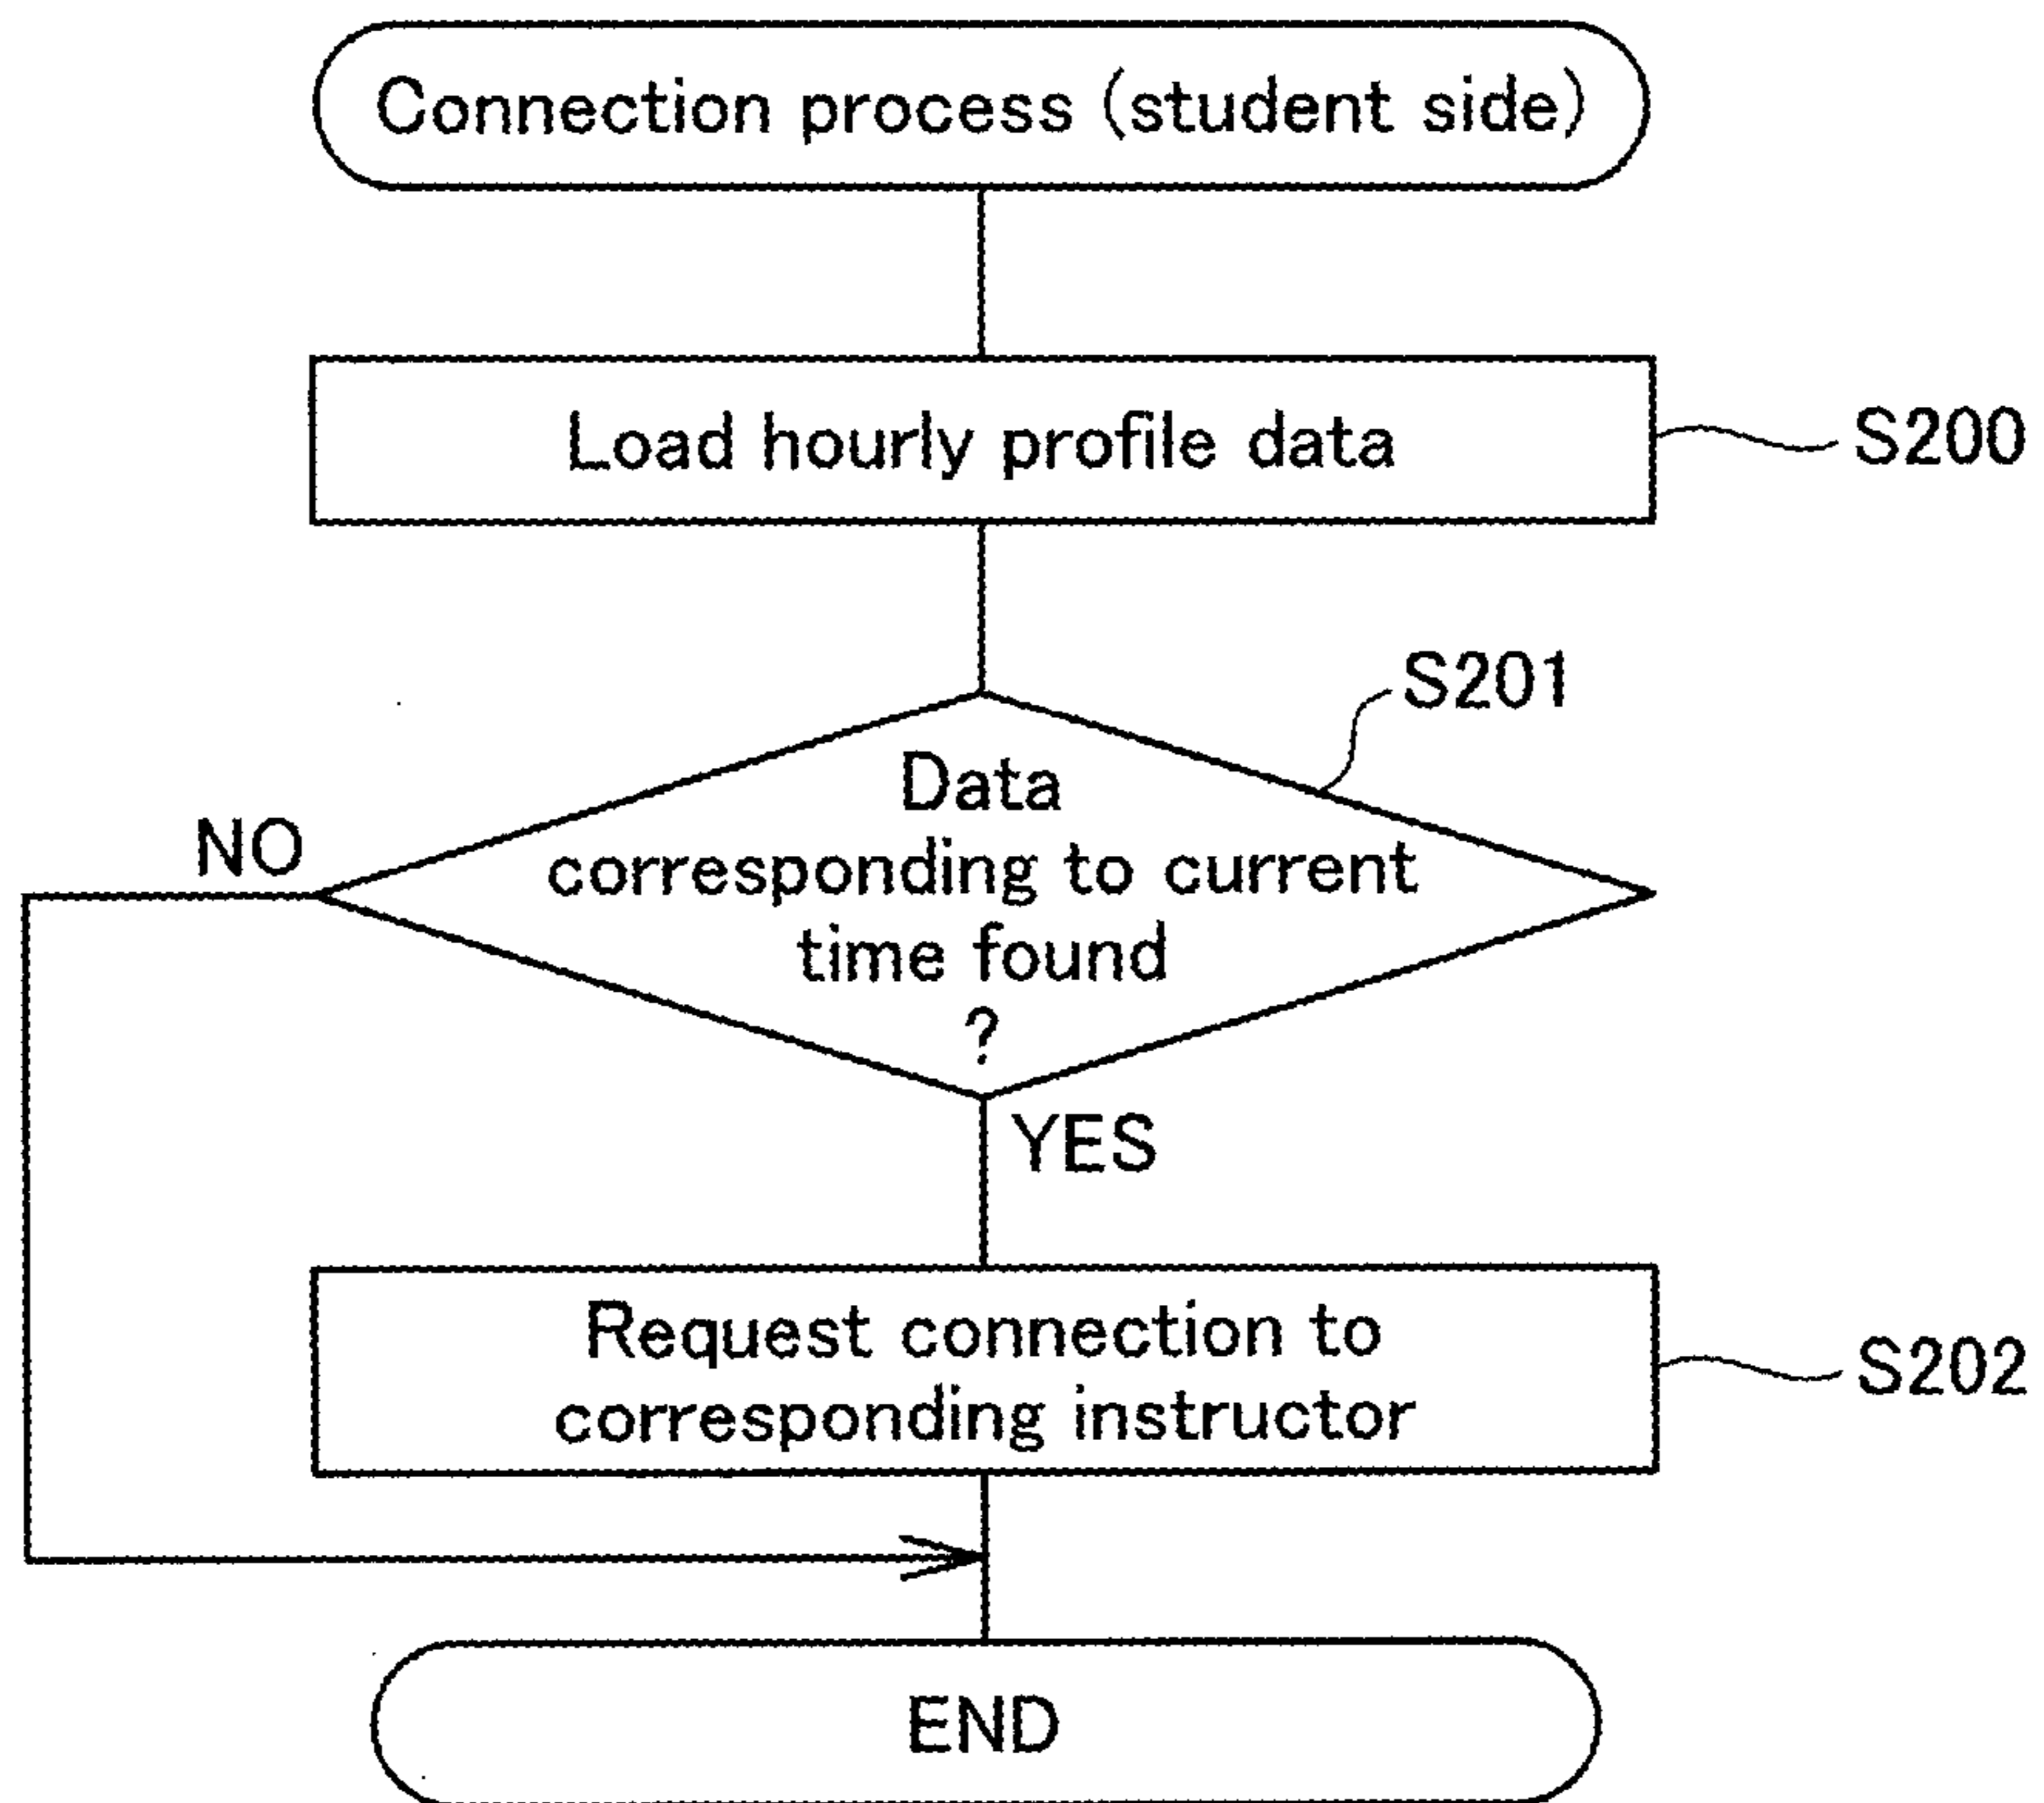 Connection process (student side)
Load hourly profile data
S200
S201
Data
corresponding to current
time found
?
NO
YES
Request connection to
corresponding instructor
S202
END